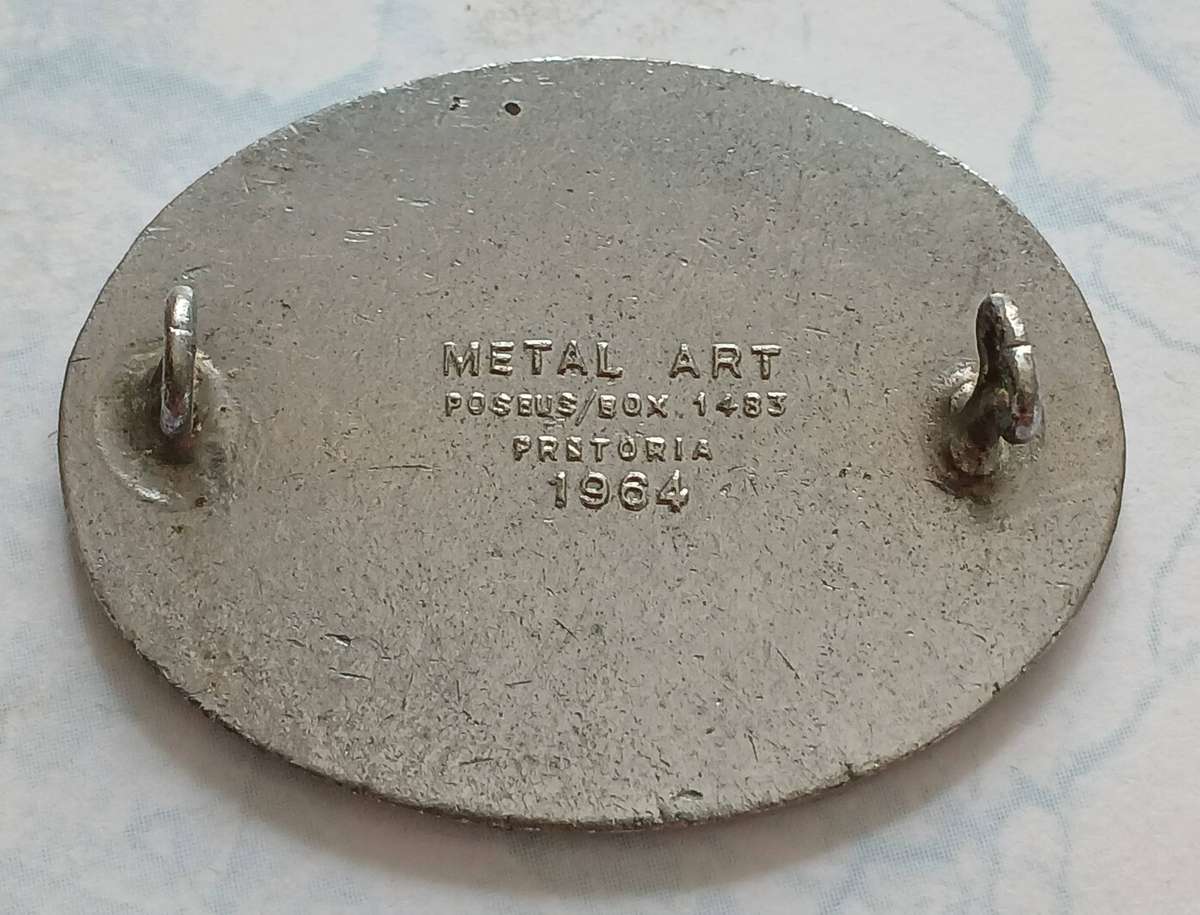 METAL ART
POSBUS/BOX 1483
PRETORIA
1964